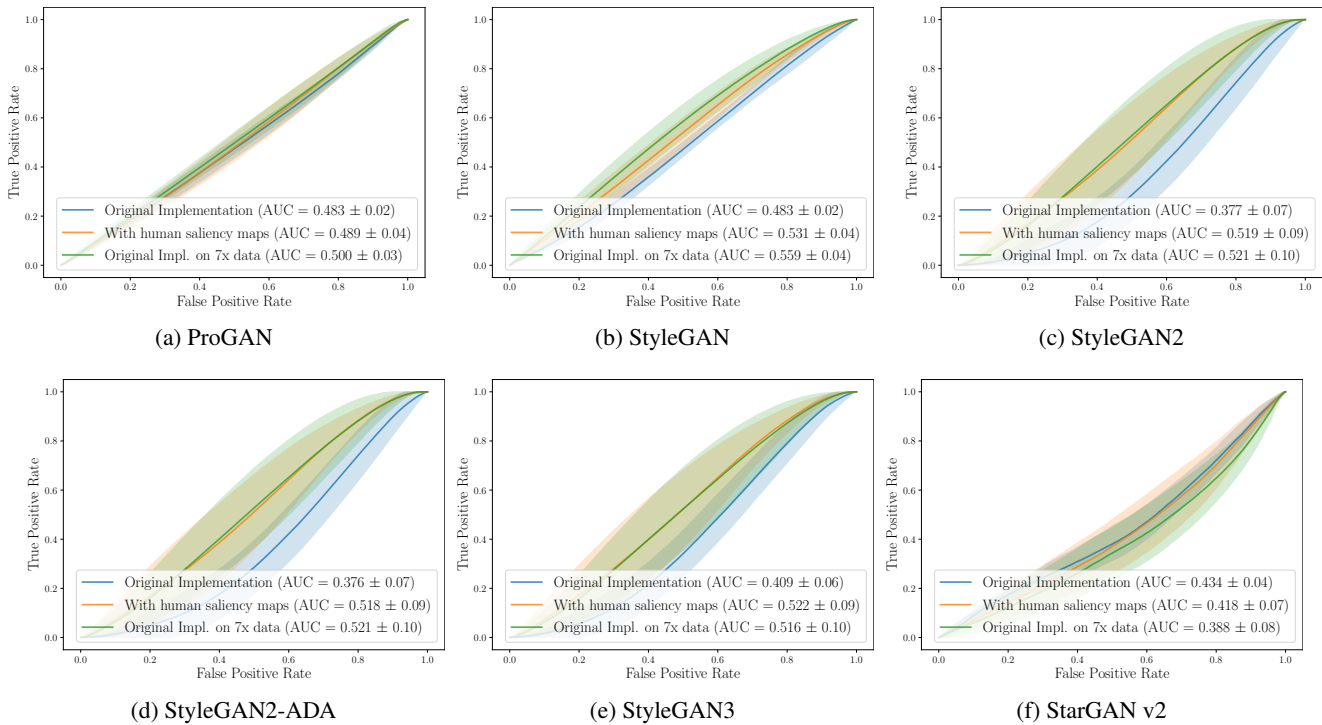 1.0
0.8
0.6
0.4
0.2
0.0
True Positive Rate
Original Implementation (AUC = 0.483 ± 0.02)
With human saliency maps (AUC = 0.489 ± 0.04)
Original Impl. on 7x data (AUC = 0.500 ± 0.03)
0.0 0.2 0.4 0.6 0.8 1.0
False Positive Rate
(a) ProGAN
1.0
0.8
0.6
0.4
0.2
0.0
True Positive Rate
Original Implementation (AUC = 0.483 ± 0.02)
With human saliency maps (AUC = 0.531 ± 0.04)
Original Impl. on 7x data (AUC = 0.559 ± 0.04)
0.0 0.2 0.4 0.6 0.8 1.0
False Positive Rate
(b) StyleGAN
1.0
0.8
0.6
0.4
0.2
0.0
True Positive Rate
Original Implementation (AUC = 0.377 ± 0.07)
With human saliency maps (AUC = 0.519 ± 0.09)
Original Impl. on 7x data (AUC = 0.521 ± 0.10)
0.0 0.2 0.4 0.6 0.8 1.0
False Positive Rate
(c) StyleGAN2
1.0
0.8
0.6
0.4
0.2
0.0
True Positive Rate
Original Implementation (AUC = 0.376 ± 0.07)
With human saliency maps (AUC = 0.518 ± 0.09)
Original Impl. on 7x data (AUC = 0.521 ± 0.10)
0.0 0.2 0.4 0.6 0.8 1.0
False Positive Rate
(d) StyleGAN2-ADA
1.0
0.8
0.6
0.4
0.2
0.0
True Positive Rate
Original Implementation (AUC = 0.409 ± 0.06)
With human saliency maps (AUC = 0.522 ± 0.09)
Original Impl. on 7x data (AUC = 0.516 ± 0.10)
0.0 0.2 0.4 0.6 0.8 1.0
False Positive Rate
(e) StyleGAN3
1.0
0.8
0.6
0.4
0.2
0.0
True Positive Rate
Original Implementation (AUC = 0.434 ± 0.04)
With human saliency maps (AUC = 0.418 ± 0.07)
Original Impl. on 7x data (AUC = 0.388 ± 0.08)
0.0 0.2 0.4 0.6 0.8 1.0
False Positive Rate
(f) StarGAN v2